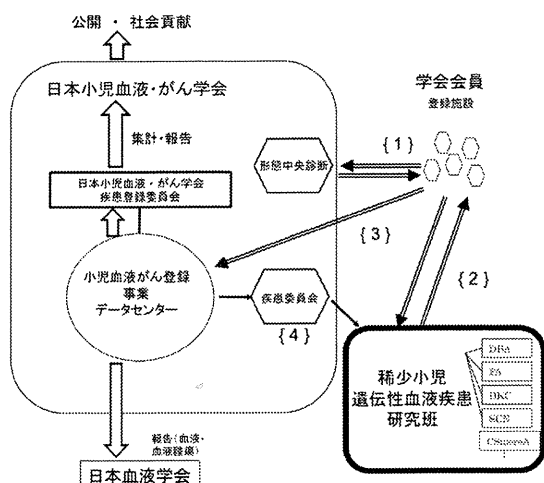 公開 ・ 社会貢献
日本小児血液・がん学会
集計・報告
日本小児血液・がん学会
疾患登録委員会
小児血液がん登録
事業
データセンター
報告(血液・
血液腫瘍)
日本血液学会
学会会員
登録施設
形態中央診断
{1}
{3}
{2}
疾患委員会
{4}
稀少小児
遺伝性血液疾患
研究班
DBA
FA
DKC
SCN